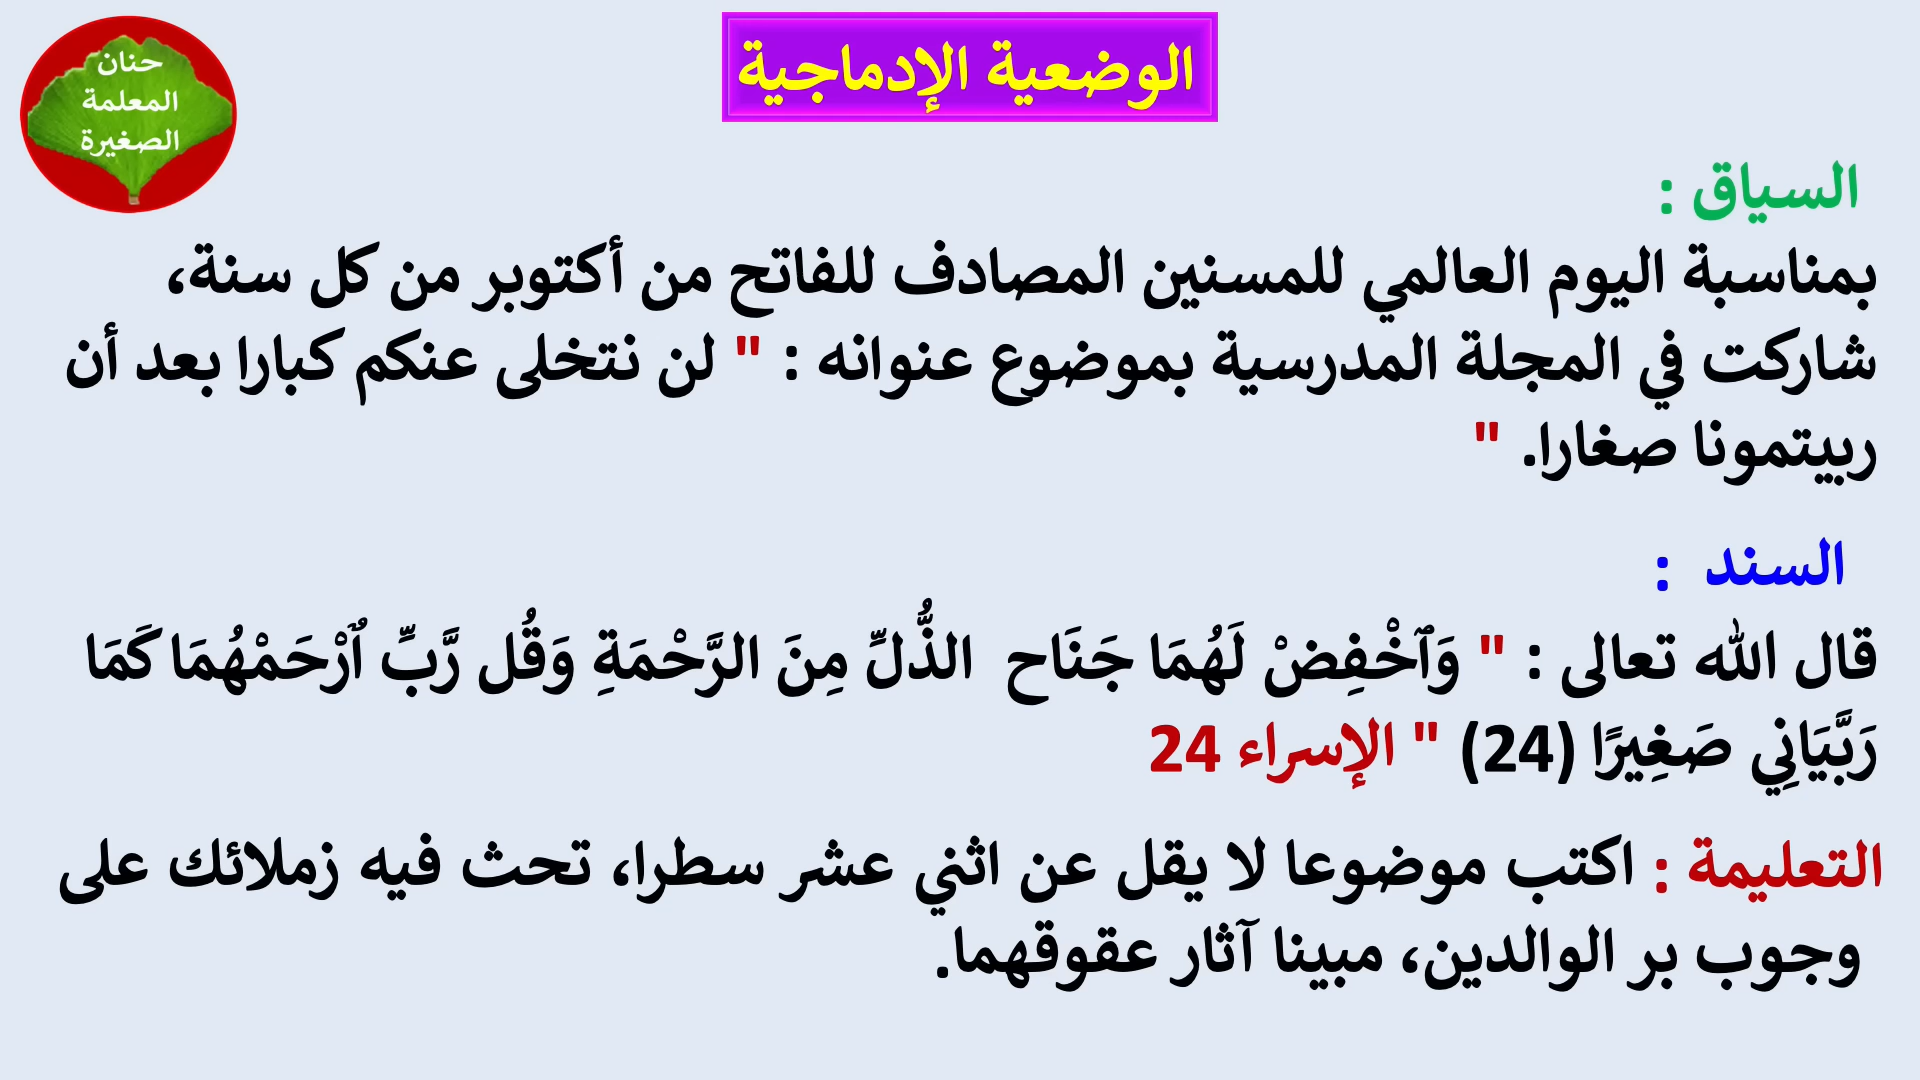 الوضعية الإدماجية
حنان
المعلمة
الصغيرة
السياق :
بمناسبة اليوم العالمي للمسنين المصادف للفاتح من أكتوبر من كل سنة،
شاركت في المجلة المدرسية بموضوع عنوانه : " لن نتخلى عنكم كبارا بعد أن
ربيتمونا صغارا. "
السند :
قال الله تعالى : " وَٱخْفِضْ لَهُمَا جَنَاح الذُّلِّ مِنَ الرَّحْمَةِ وَقُل رَّبِّ ٱرْحَمْهُمَا كَمَا
رَبَّيَانِي صَغِيرًا (24) " الإسراء 24
التعليمة : اكتب موضوعا لا يقل عن اثني عشر سطرا، تحث فيه زملائك على
وجوب بر الوالدين، مبينا آثار عقوقهما.